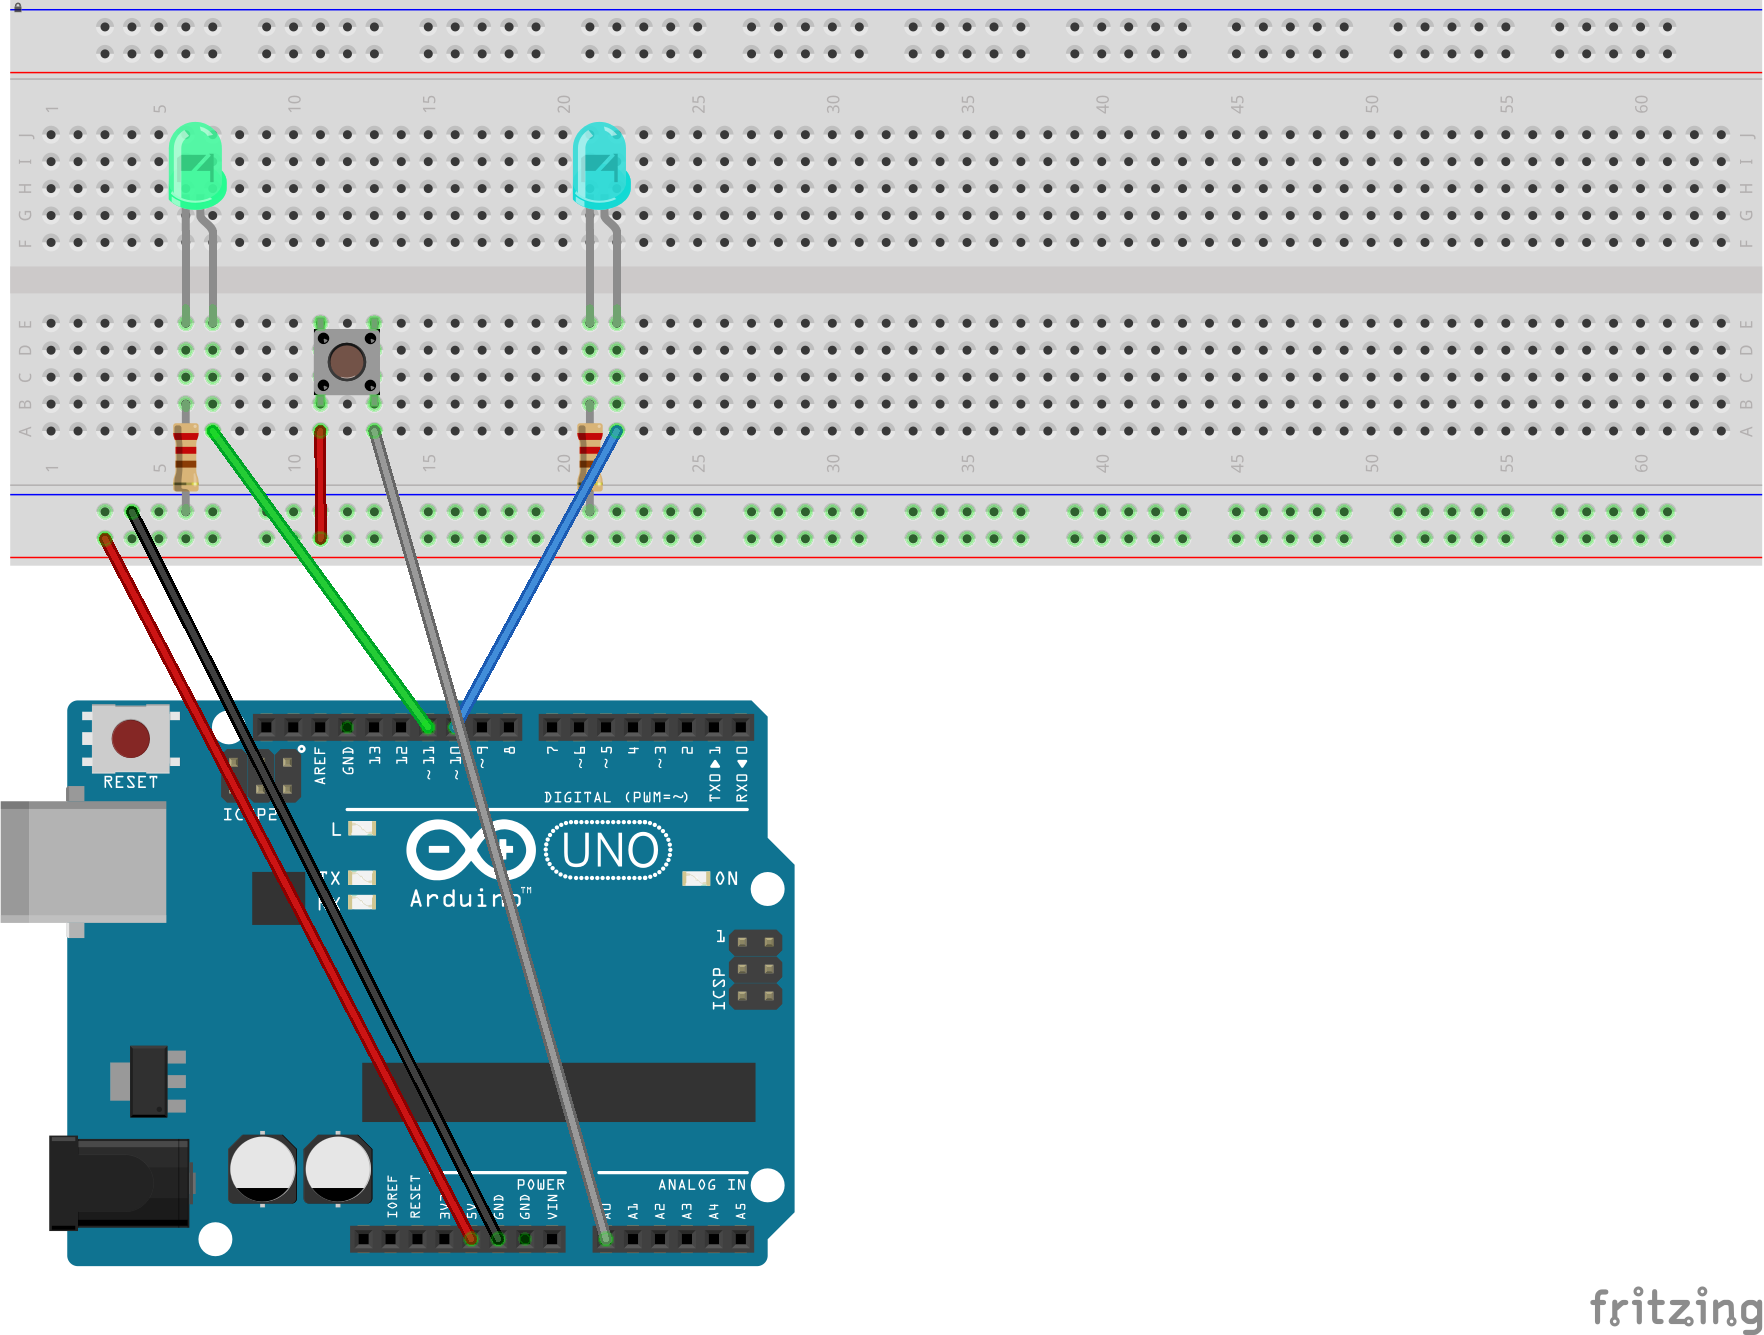 1 5 10 15 20 25 30 35 40 45 50 55 60
J J
I I
H H
G G
F F
E E
D D
C C
B B
A A
1 5 10 15 20 25 30 35 40 45 50 55 60
RESET
AREF GND 13 12 ~11 ~10 ~9 8 7 ~6 ~5 4 ~3 2 TX0▶1 RX0◀0
DIGITAL (PWM=~)
L
UNO
TX
ON
Arduino™
1
ICSP
POWER
ANALOG IN
IOREF RESET 5V GND GND VIN A0 A1 A2 A3 A4 A5
fritzing